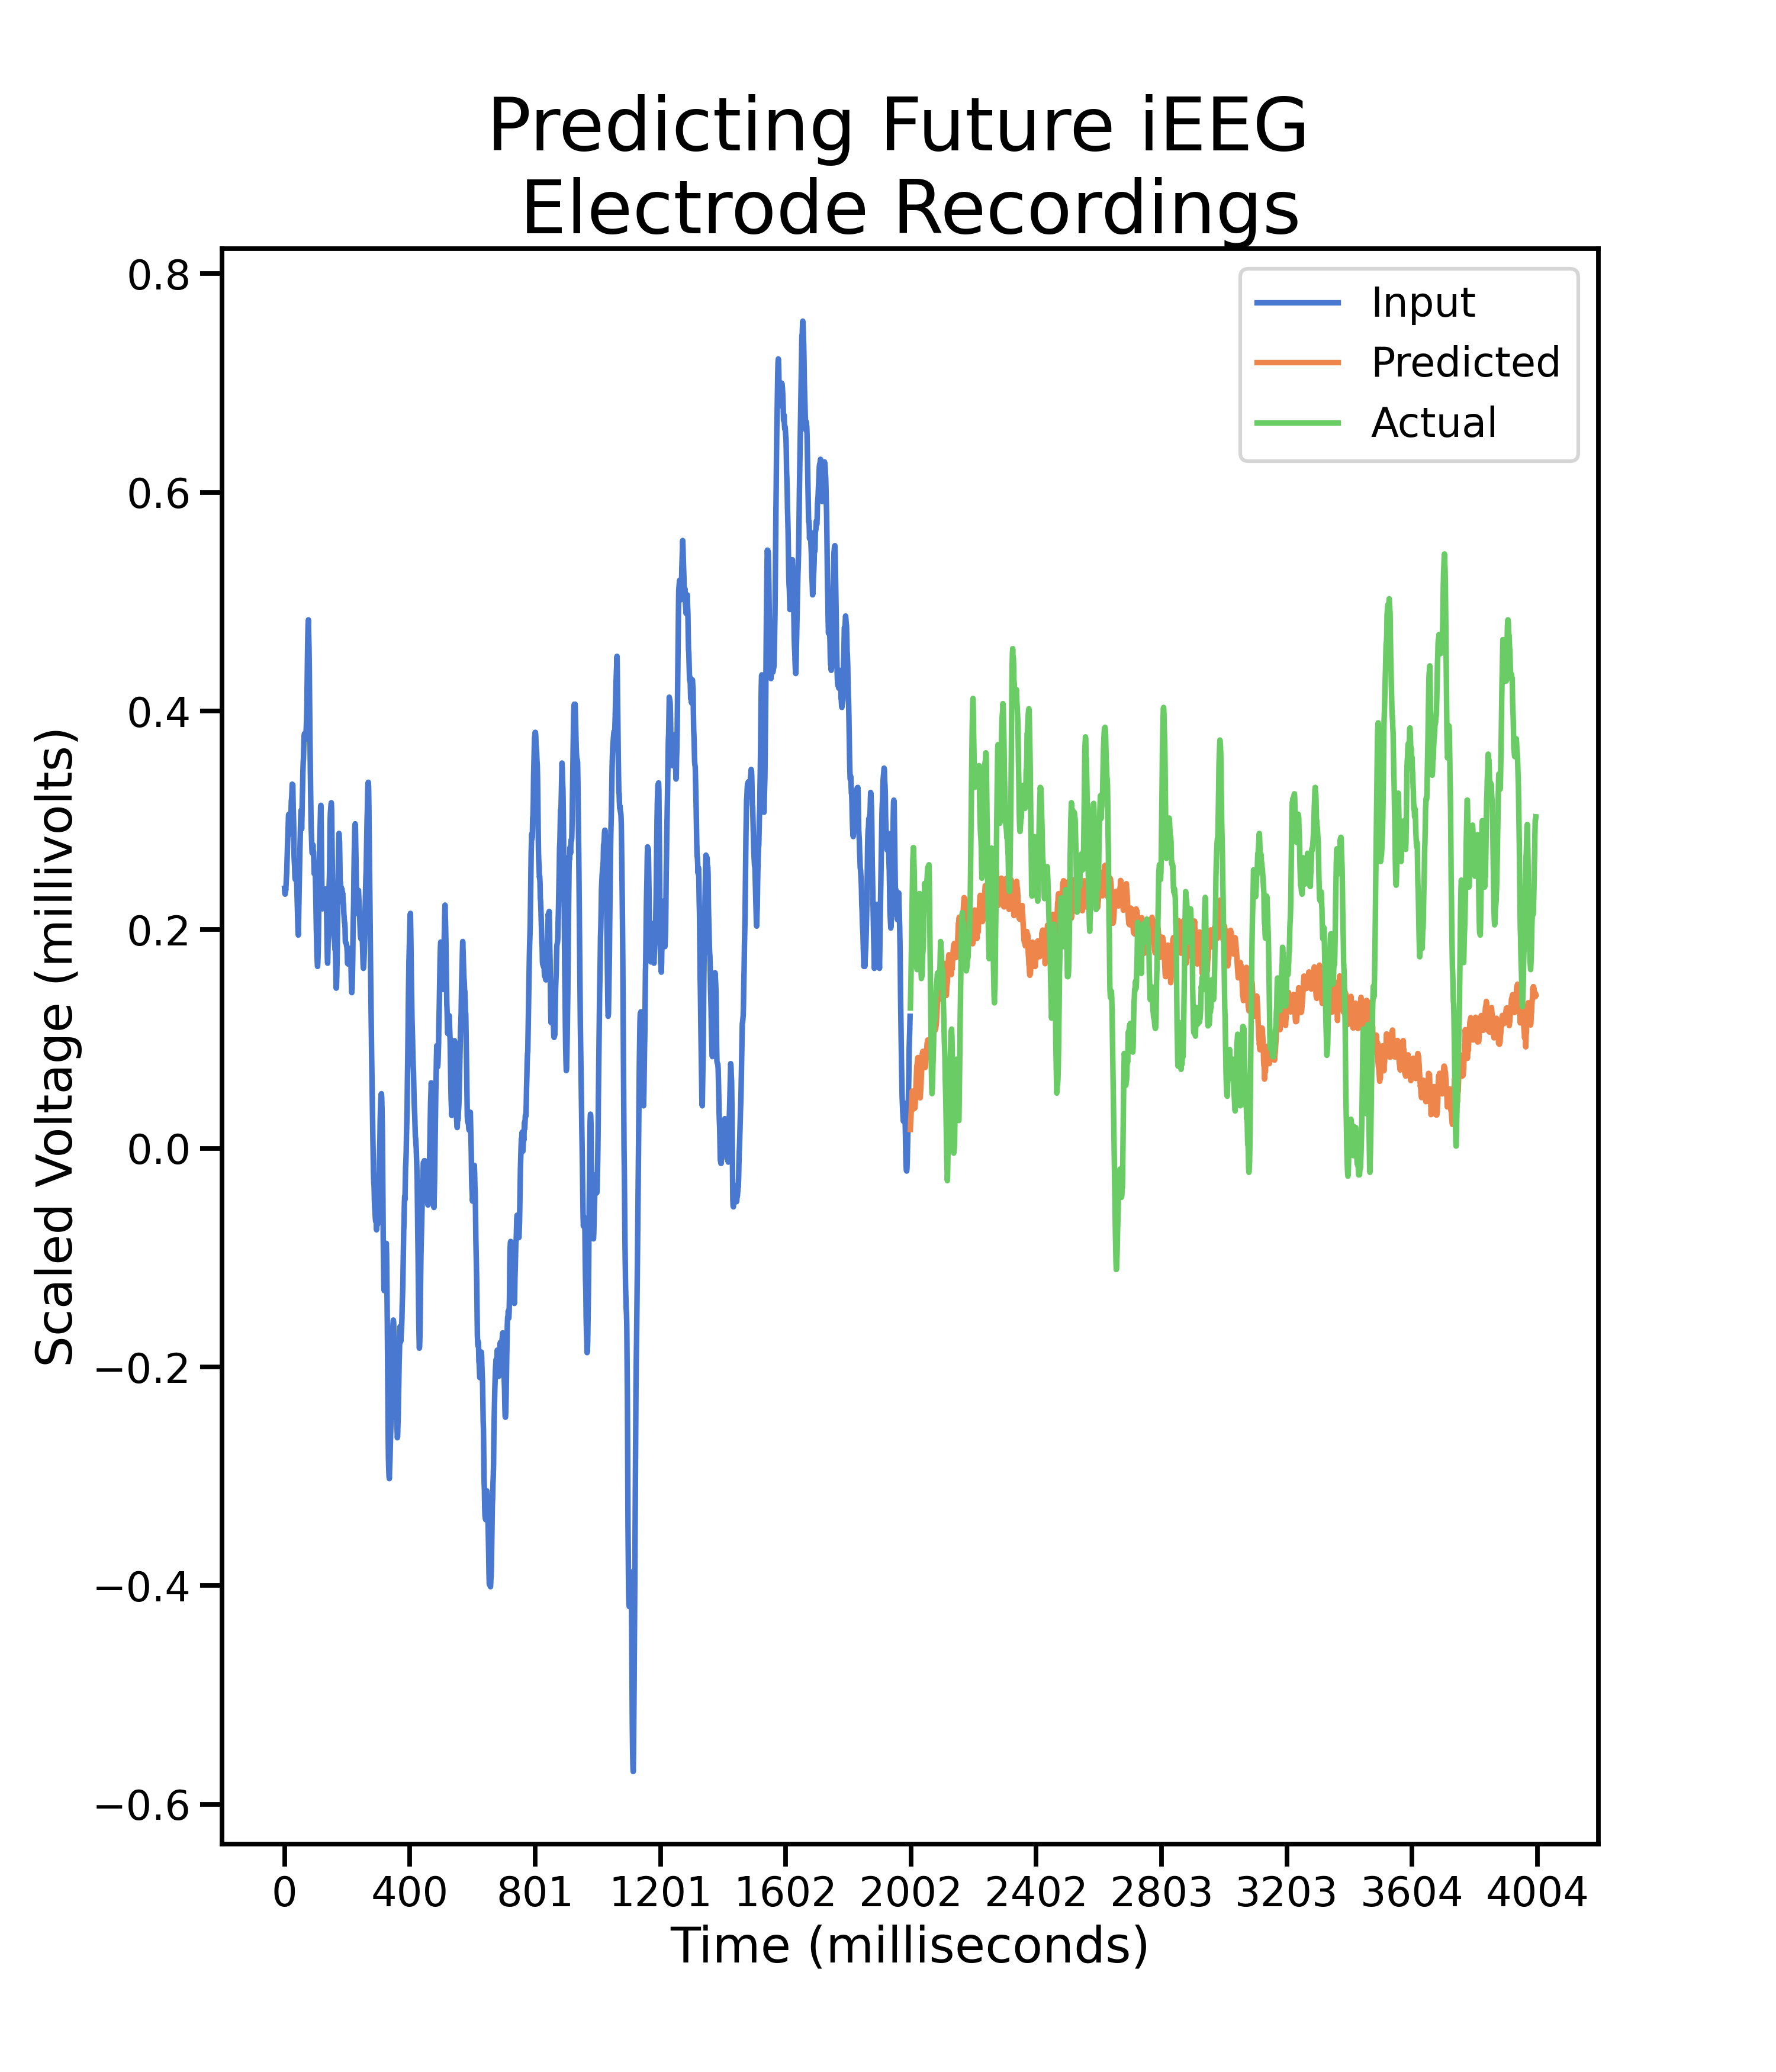 Predicting Future iEEG
Electrode Recordings
Input
Predicted
Actual
Scaled Voltage (millivolts)
0.8
0.6
0.4
0.2
0.0
−0.2
−0.4
−0.6
0 400 801 1201 1602 2002 2402 2803 3203 3604 4004
Time (milliseconds)